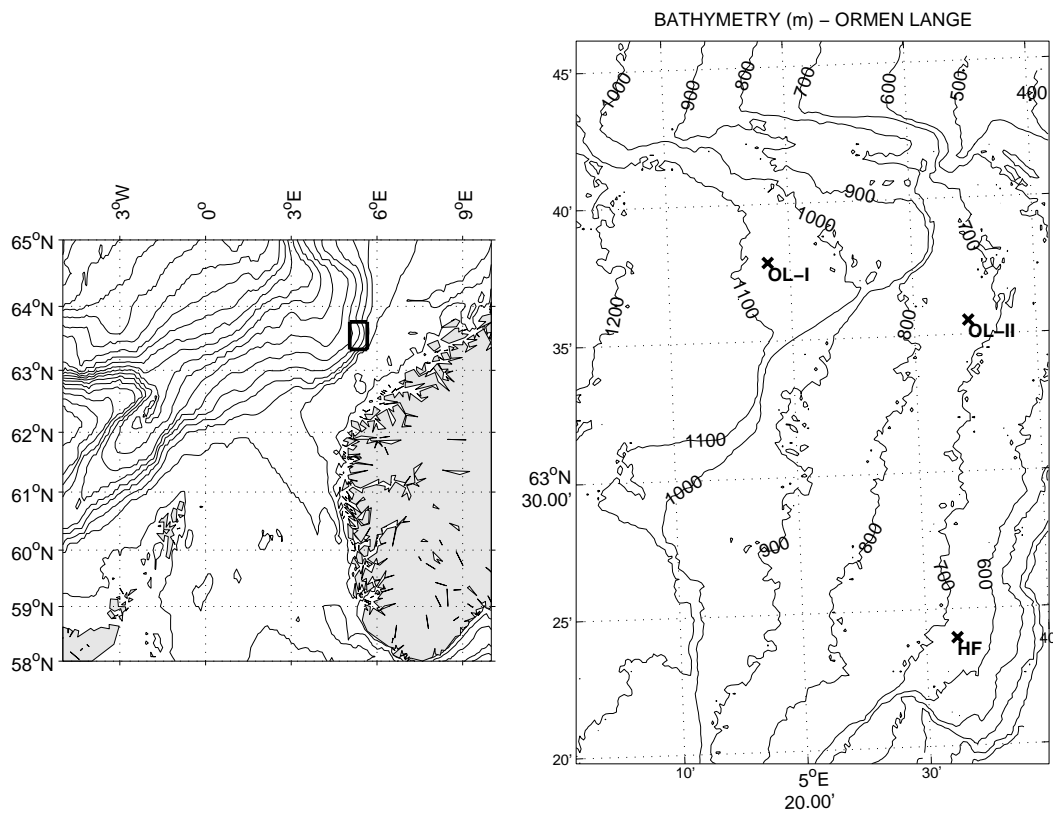 BATHYMETRY (m) – ORMEN LANGE
3°W
0°
3°E
6°E
9°E
65°N
64°N
63°N
62°N
61°N
60°N
59°N
58°N
45'
40'
35'
63°N
30.00'
25'
20'
10'
5°E
20.00'
30'
1000
900
800
700
600
500
400
900
1000
700
1100
1200
800
OL–I
OL–II
1100
1000
900
800
700
600
HF
40